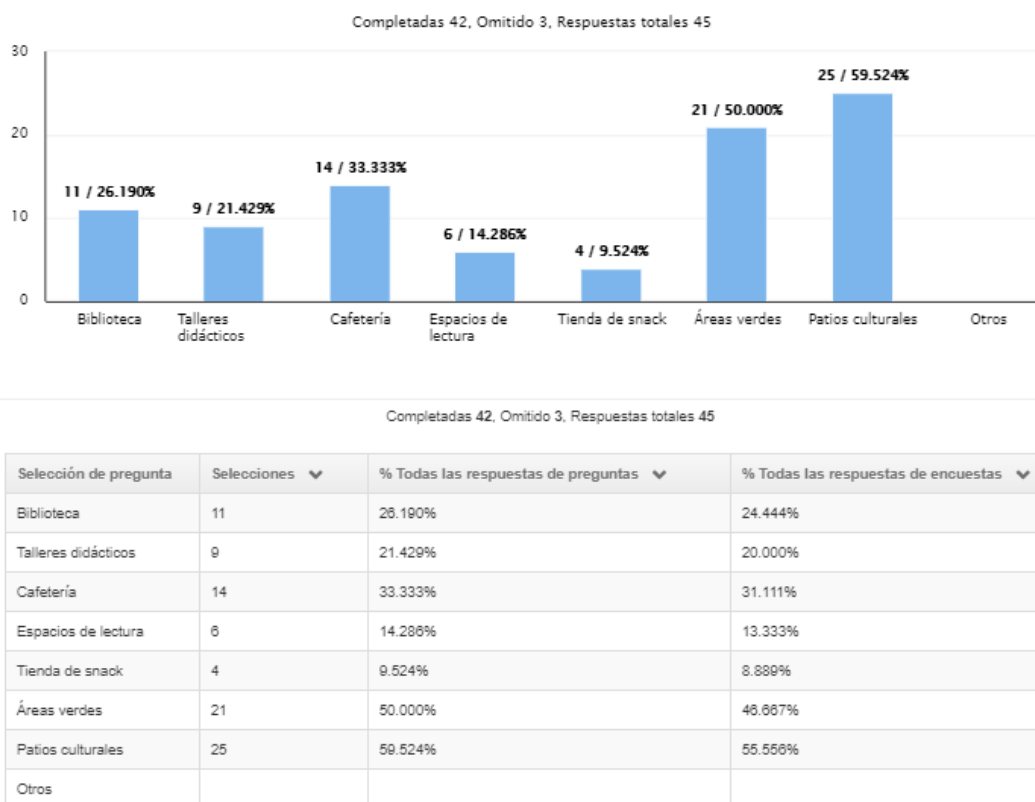 Completadas 42, Omitido 3, Respuestas totales 45
30
20
10
0
11 / 26.190%
9 / 21.429%
14 / 33.333%
6 / 14.286%
4 / 9.524%
21 / 50.000%
25 / 59.524%
Biblioteca
Talleres
didácticos
Cafetería
Espacios de
lectura
Tienda de snack
Áreas verdes
Patios culturales
Otros
Completadas 42, Omitido 3, Respuestas totales 45
Selección de pregunta Selecciones % Todas las respuestas de preguntas % Todas las respuestas de encuestas
Biblioteca 11 26.190% 24.444%
Talleres didácticos 9 21.429% 20.000%
Cafetería 14 33.333% 31.111%
Espacios de lectura 6 14.286% 13.333%
Tienda de snack 4 9.524% 8.889%
Áreas verdes 21 50.000% 46.667%
Patios culturales 25 59.524% 55.556%
Otros